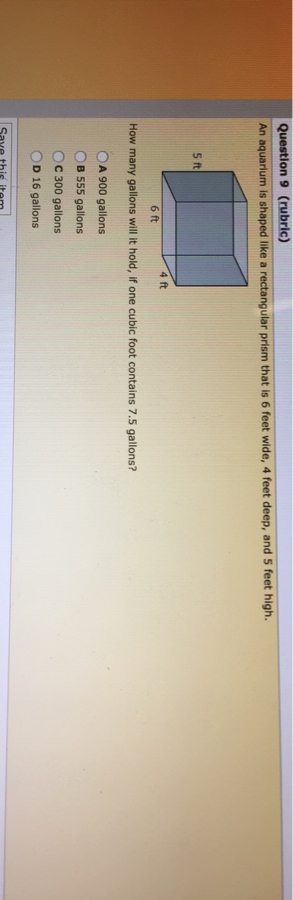 Question 9 (rubric)
An aquarium is shaped like a rectangular prism that is 6 feet wide, 4 feet deep, and 5 feet high.
5 ft
4 ft
6 ft
How many gallons will it hold, if one cubic foot contains 7.5 gallons?
A 900 gallons
B 555 gallons
C 300 gallons
D 16 gallons
Save this item